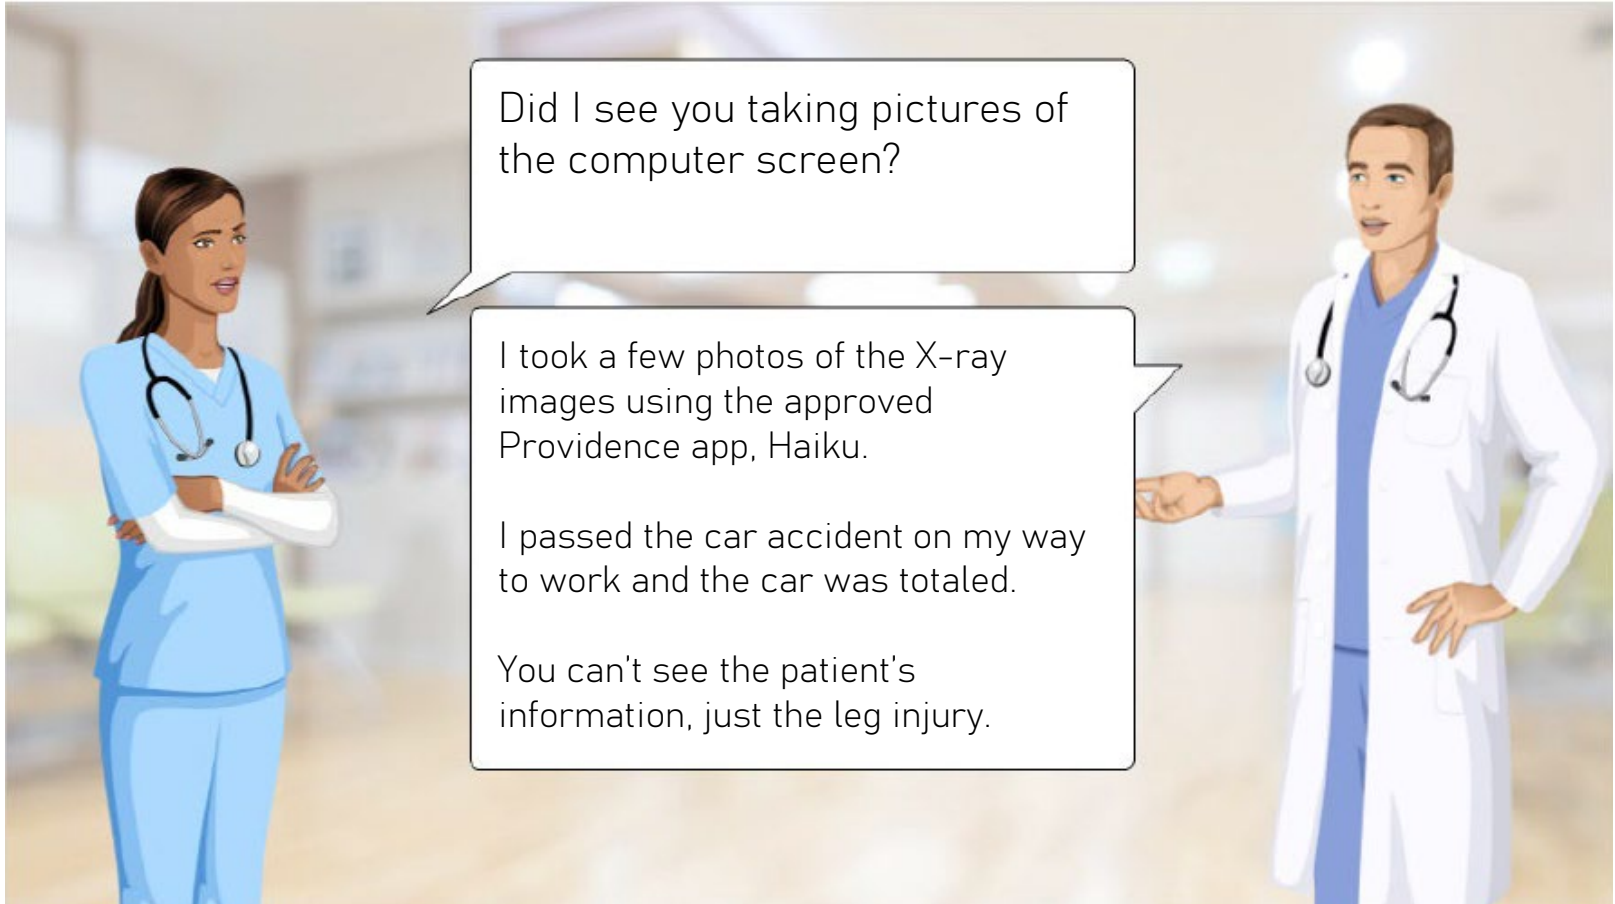 Did I see you taking pictures of
the computer screen?
I took a few photos of the X-ray
images using the approved
Providence app, Haiku.
I passed the car accident on my way
to work and the car was totaled.
You can't see the patient's
information, just the leg injury.